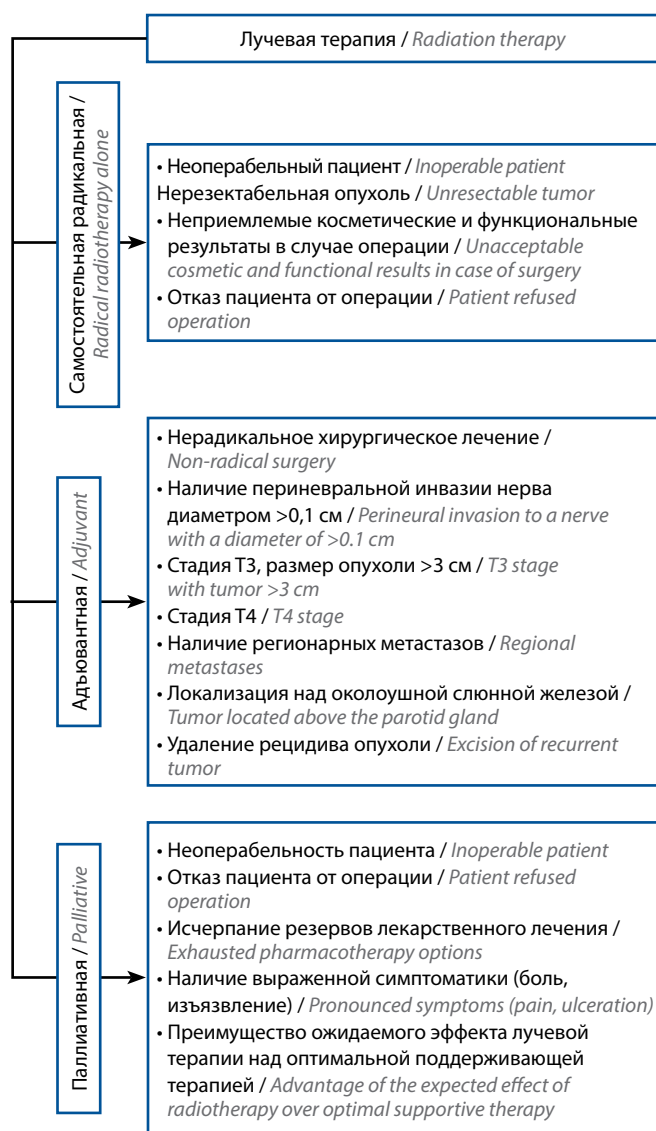 Лучевая терапия / Radiation therapy
Самостоятельная радикальная /
Radical radiotherapy alone
• Неоперабельный пациент / Inoperable patient
Нерезектабельная опухоль / Unresectable tumor
• Неприемлемые косметические и функциональные
результаты в случае операции / Unacceptable
cosmetic and functional results in case of surgery
• Отказ пациента от операции / Patient refused
operation
Адъювантная / Adjuvant
• Нерадикальное хирургическое лечение /
Non-radical surgery
• Наличие периневральной инвазии нерва
диаметром >0,1 см / Perineural invasion to a nerve
with a diameter of >0.1 cm
• Стадия Т3, размер опухоли >3 см / T3 stage
with tumor >3 cm
• Стадия Т4 / T4 stage
• Наличие регионарных метастазов / Regional
metastases
• Локализация над околоушной слюнной железой /
Tumor located above the parotid gland
• Удаление рецидива опухоли / Excision of recurrent
tumor
Паллиативная / Palliative
• Неоперабельность пациента / Inoperable patient
• Отказ пациента от операции / Patient refused
operation
• Исчерпание резервов лекарственного лечения /
Exhausted pharmacotherapy options
• Наличие выраженной симптоматики (боль,
изъязвление) / Pronounced symptoms (pain, ulceration)
• Преимущество ожидаемого эффекта лучевой
терапии над оптимальной поддерживающей
терапией / Advantage of the expected effect of
radiotherapy over optimal supportive therapy